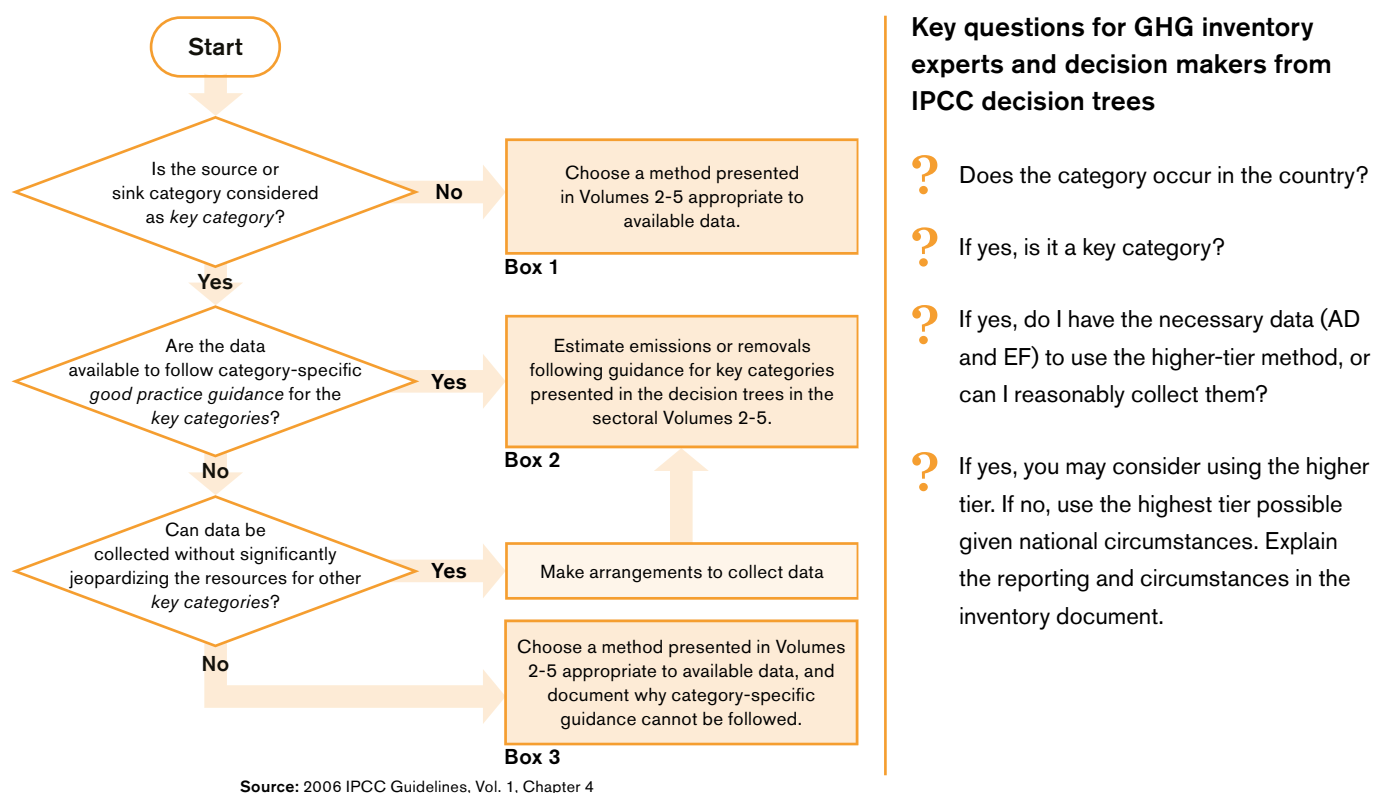 Start
Is the source or
sink category considered
as key category?
No
Choose a method presented
in Volumes 2-5 appropriate to
available data.
Box 1
Yes
Are the data
available to follow category-specific
good practice guidance for the
key categories?
Yes
Estimate emissions or removals
following guidance for key categories
presented in the decision trees in the
sectoral Volumes 2-5.
Box 2
No
Can data be
collected without significantly
jeopardizing the resources for other
key categories?
Yes
Make arrangements to collect data
No
Choose a method presented in Volumes
2-5 appropriate to available data, and
document why category-specific
guidance cannot be followed.
Box 3
Source: 2006 IPCC Guidelines, Vol. 1, Chapter 4
Key questions for GHG inventory
experts and decision makers from
IPCC decision trees
? Does the category occur in the country?
? If yes, is it a key category?
? If yes, do I have the necessary data (AD
and EF) to use the higher-tier method, or
can I reasonably collect them?
? If yes, you may consider using the higher
tier. If no, use the highest tier possible
given national circumstances. Explain
the reporting and circumstances in the
inventory document.